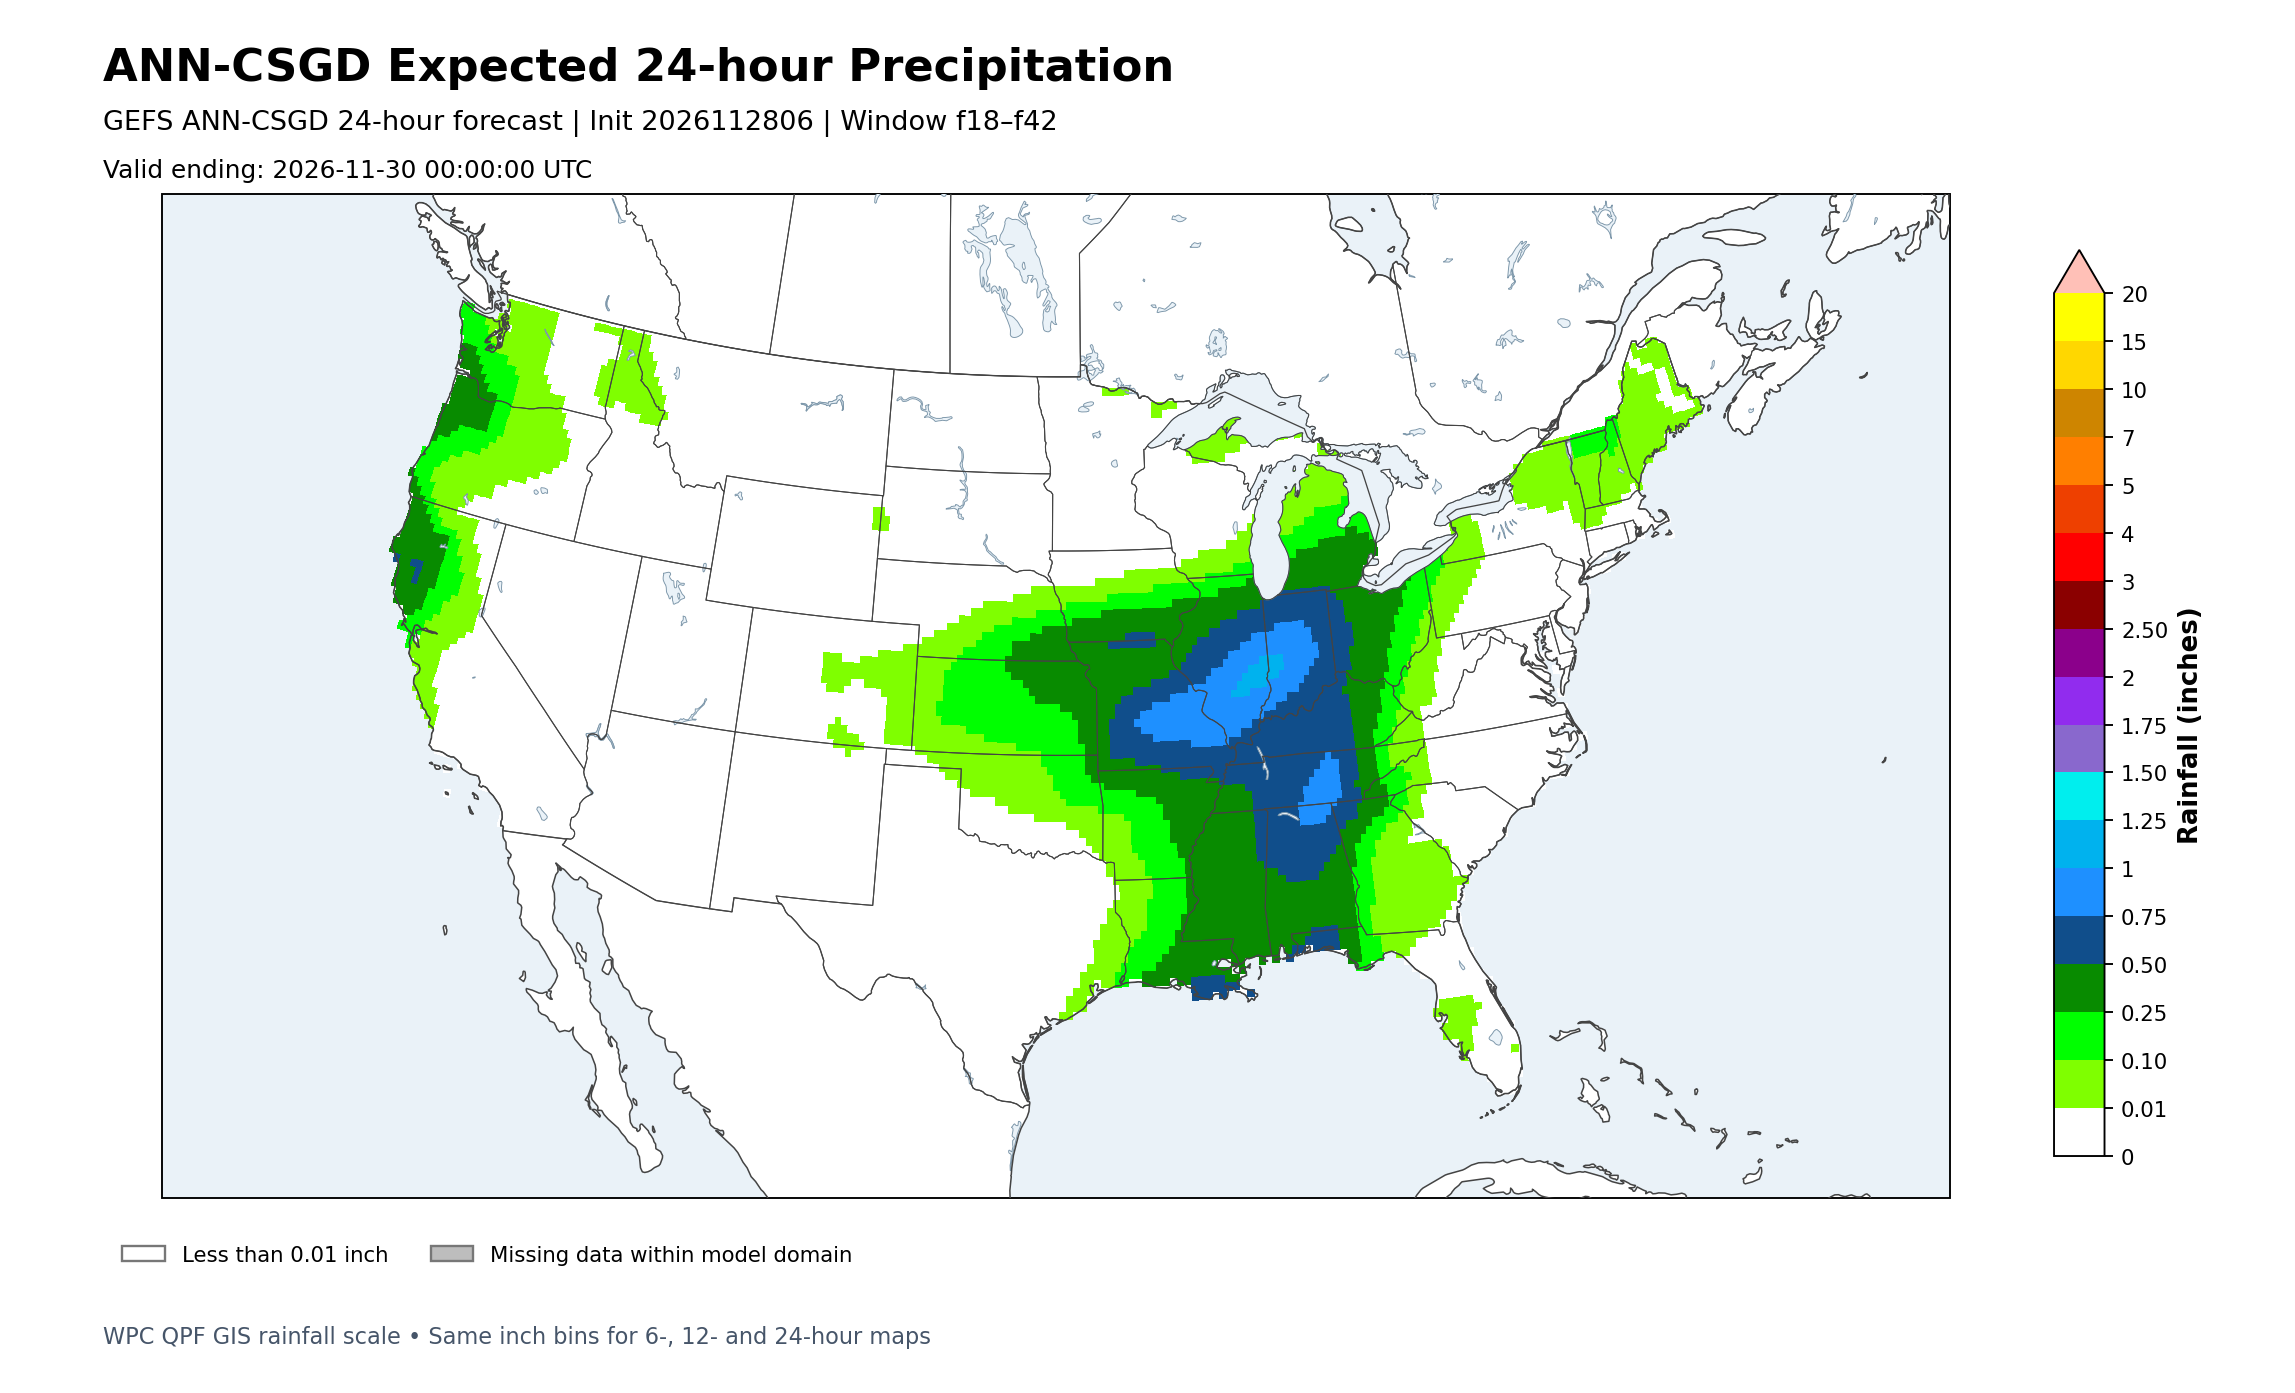 ANN-CSGD Expected 24-hour Precipitation
GEFS ANN-CSGD 24-hour forecast | Init 2026112806 | Window f18–f42
Valid ending: 2026-11-30 00:00:00 UTC
20
15
10
7
5
4
3
2.50
2
1.75
1.50
1.25
1
0.75
0.50
0.25
0.10
0.01
0
Rainfall (inches)
Less than 0.01 inch
Missing data within model domain
WPC QPF GIS rainfall scale • Same inch bins for 6-, 12- and 24-hour maps